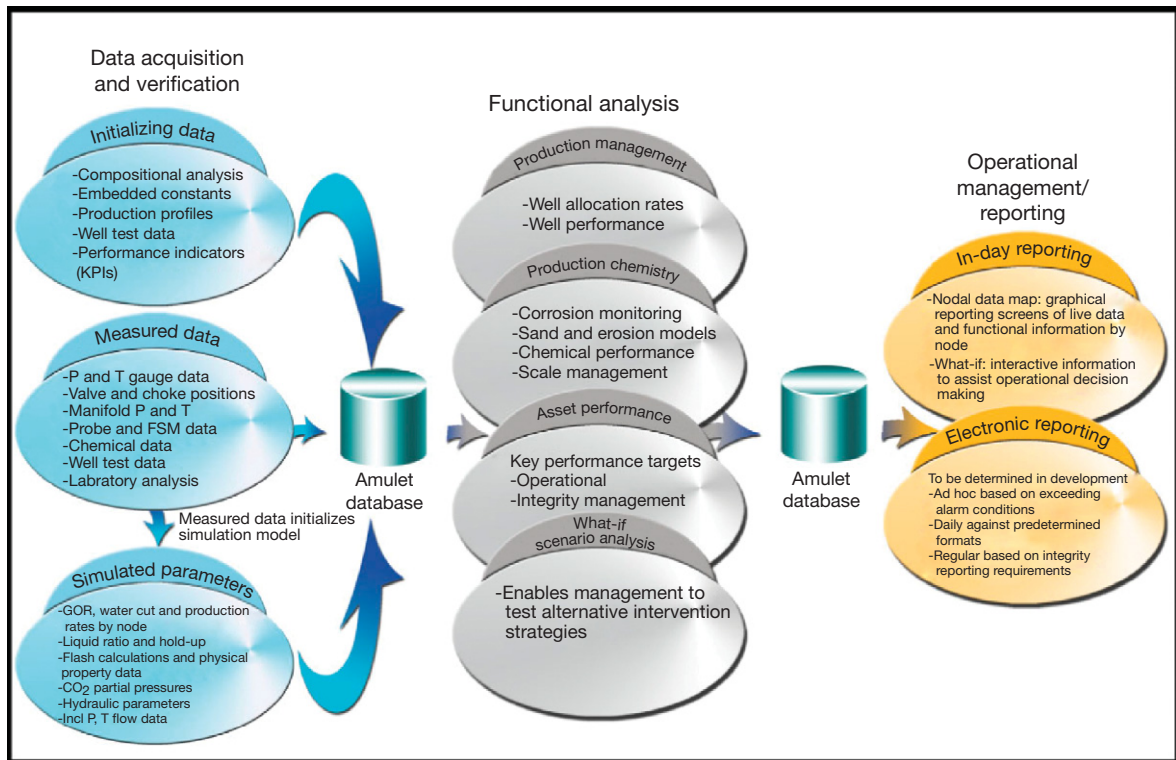 Data acquisition
and verification
Initializing data
-Compositional analysis
-Embedded constants
-Production profiles
-Well test data
-Performance indicators
(KPIs)
Measured data
-P and T gauge data
-Valve and choke positions
-Manifold P and T
-Probe and FSM data
-Chemical data
-Well test data
-Labratory analysis
Measured data initializes
simulation model
Simulated parameters
-GOR, water cut and production
rates by node
-Liquid ratio and hold-up
-Flash calculations and physical
property data
-CO2 partial pressures
-Hydraulic parameters
-Incl P, T flow data
Amulet
database
Functional analysis
Production management
-Well allocation rates
-Well performance
Production chemistry
-Corrosion monitoring
-Sand and erosion models
-Chemical performance
-Scale management
Asset performance
Key performance targets
-Operational
-Integrity management
What-if
scenario analysis
-Enables management to
test alternative intervention
strategies
Amulet
database
Operational
management/
reporting
In-day reporting
-Nodal data map: graphical
reporting screens of live data
and functional information by
node
-What-if: interactive information
to assist operational decision
making
Electronic reporting
To be determined in development
-Ad hoc based on exceeding
alarm conditions
-Daily against predetermined
formats
-Regular based on integrity
reporting requirements